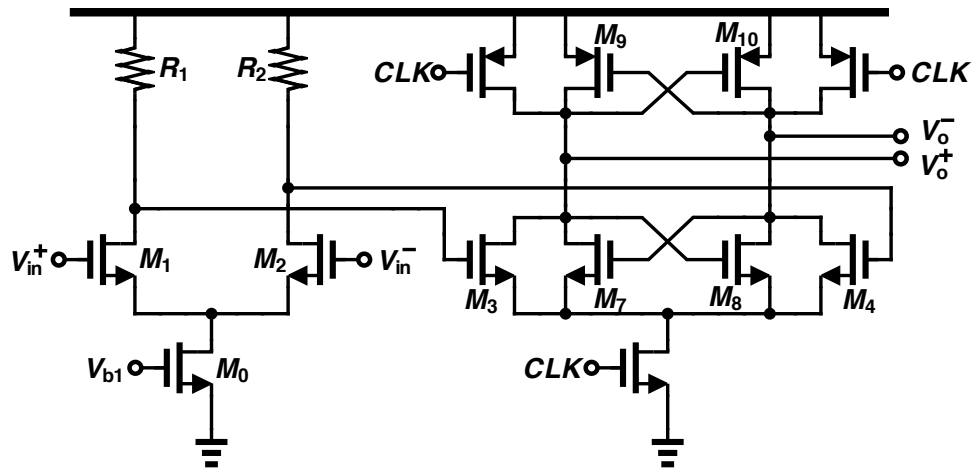 R1
R2
CLK
M9
M10
CLK
Vo−
Vo+
Vin+
M1
M2
Vin−
M3
M7
M8
M4
Vb1
M0
CLK